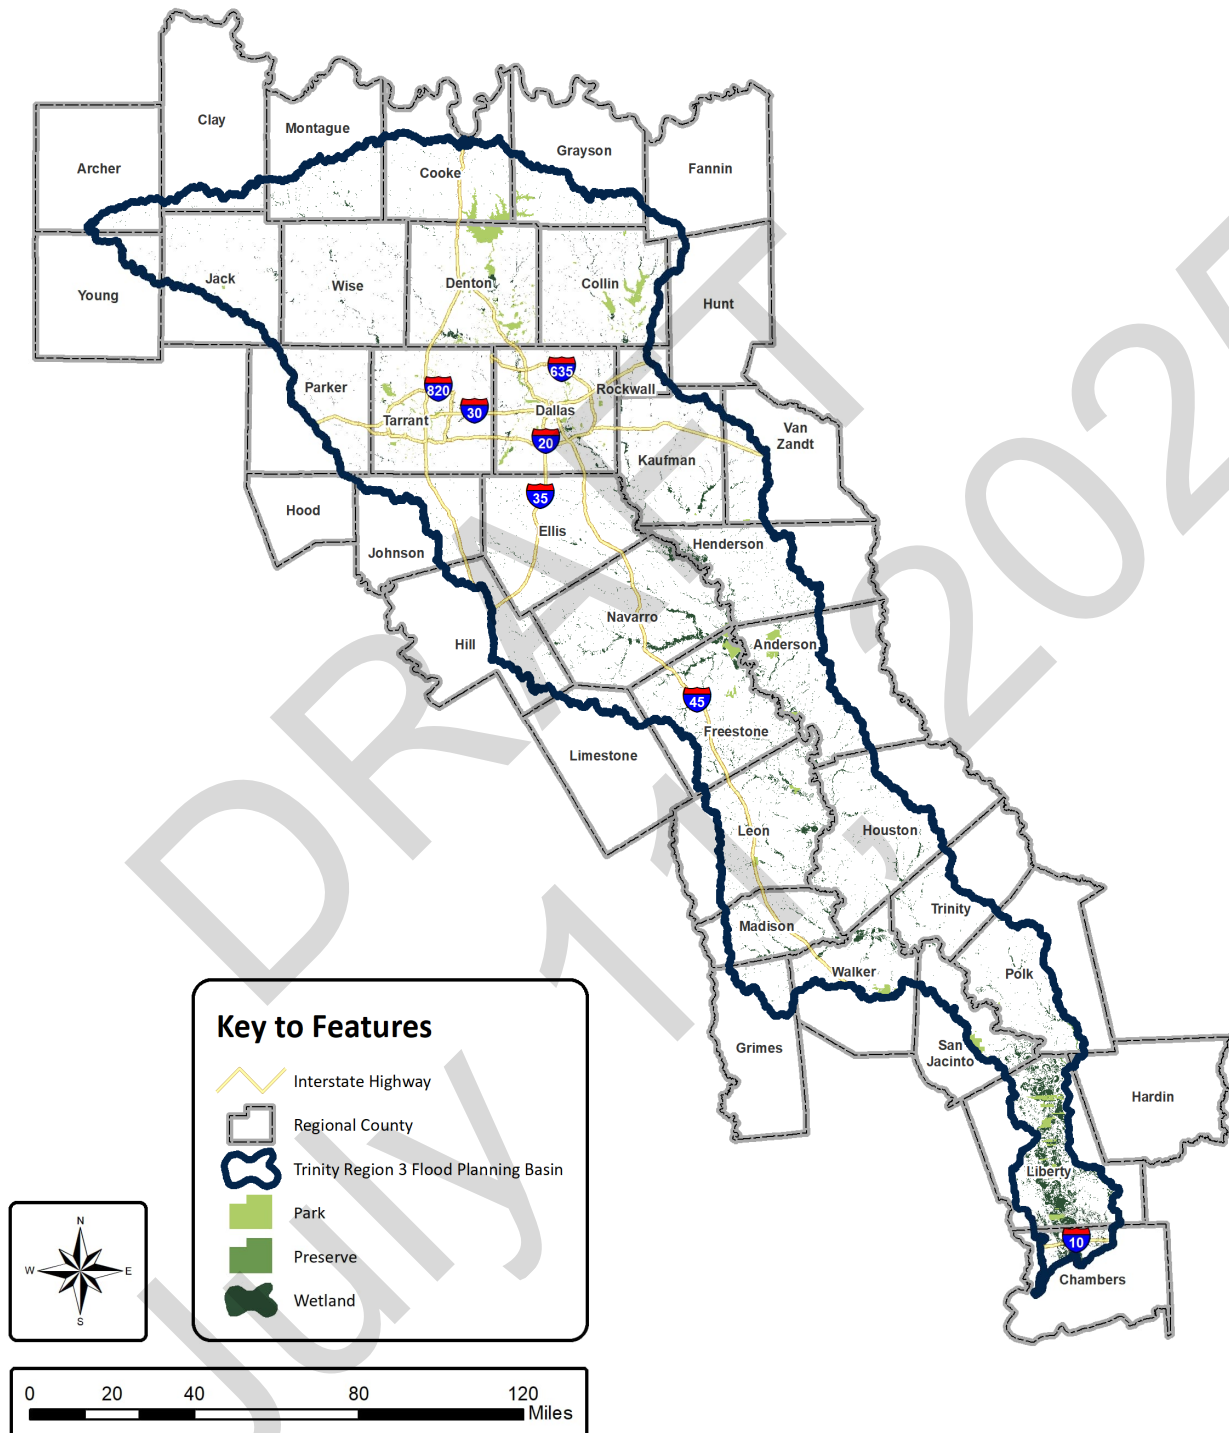 Clay
Montague
Grayson
Archer
Cooke
Fannin
Young
Jack
Wise
Denton
Collin
Hunt
635
820
30
Parker
Rockwall
Tarrant
Dallas
20
Van
Zandt
Kaufman
35
Hood
Ellis
Johnson
Henderson
Navarro
Hill
Anderson
45
Freestone
Limestone
Leon
Houston
Trinity
Madison
Walker
Polk
Grimes
San
Jacinto
Hardin
Liberty
10
Chambers
DRAFT
July 11, 2025
Key to Features
Interstate Highway
Regional County
Trinity Region 3 Flood Planning Basin
Park
Preserve
Wetland
N
W E
S
0 20 40 80 120
Miles